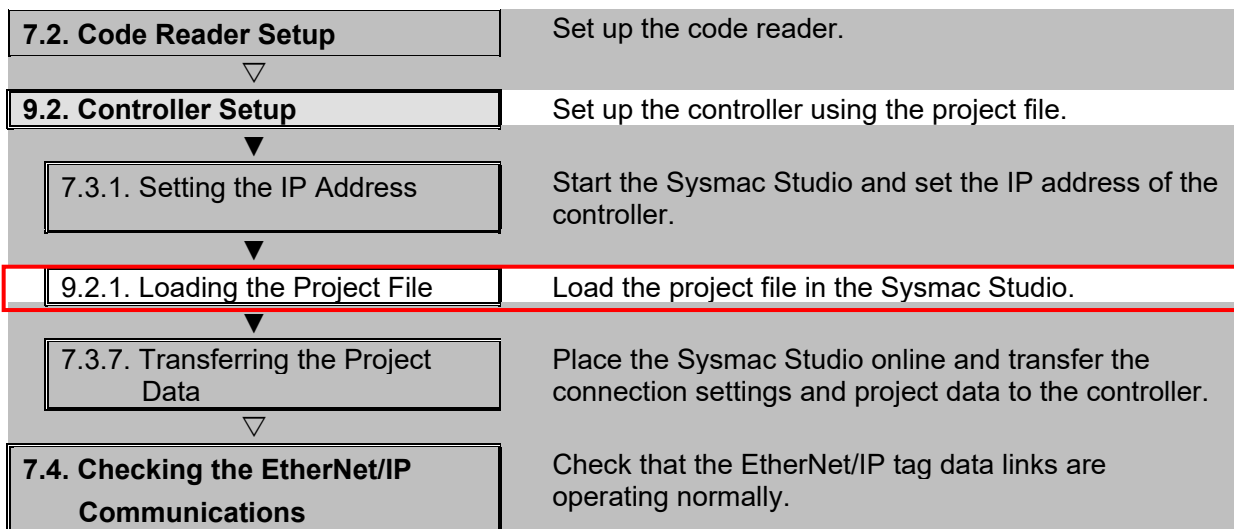 7.2. Code Reader Setup
Set up the code reader.
▽
9.2. Controller Setup
Set up the controller using the project file.
▼
7.3.1. Setting the IP Address
Start the Sysmac Studio and set the IP address of the
controller.
▼
9.2.1. Loading the Project File
Load the project file in the Sysmac Studio.
▼
7.3.7. Transferring the Project
Data
Place the Sysmac Studio online and transfer the
connection settings and project data to the controller.
▽
7.4. Checking the EtherNet/IP
Communications
Check that the EtherNet/IP tag data links are
operating normally.